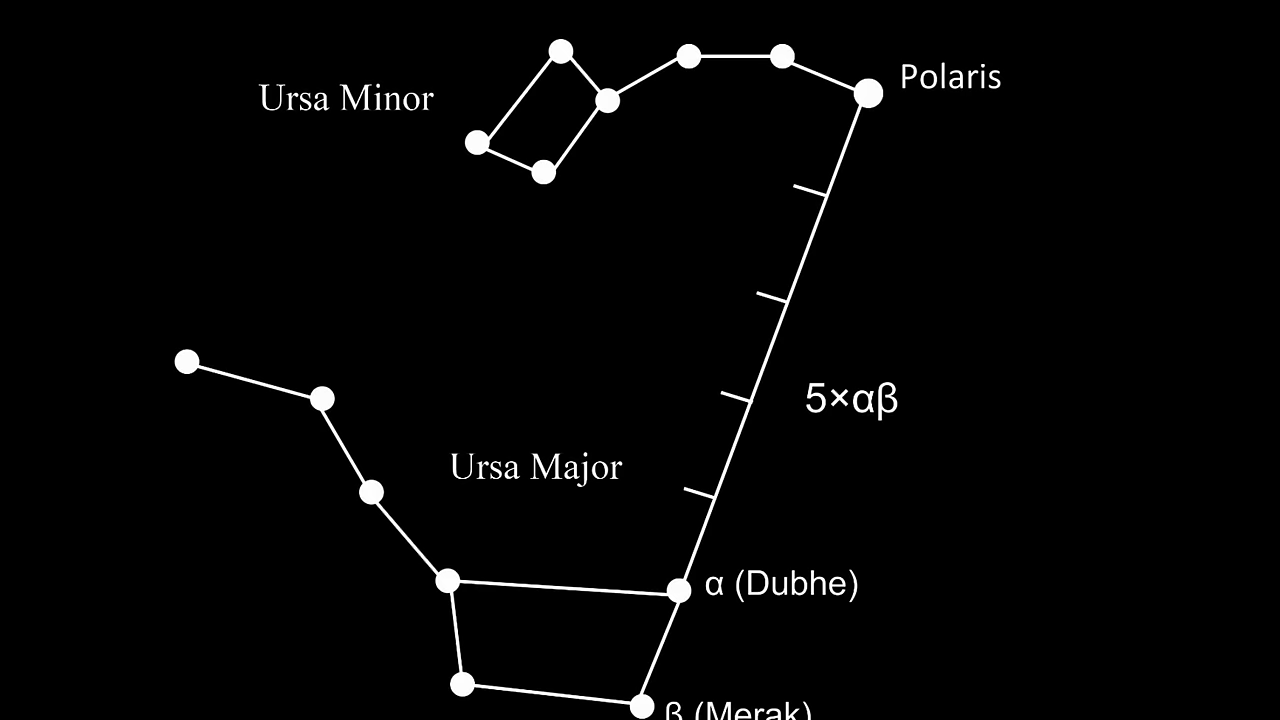 Polaris
Ursa Minor
5×αβ
Ursa Major
α (Dubhe)
β (Merak)